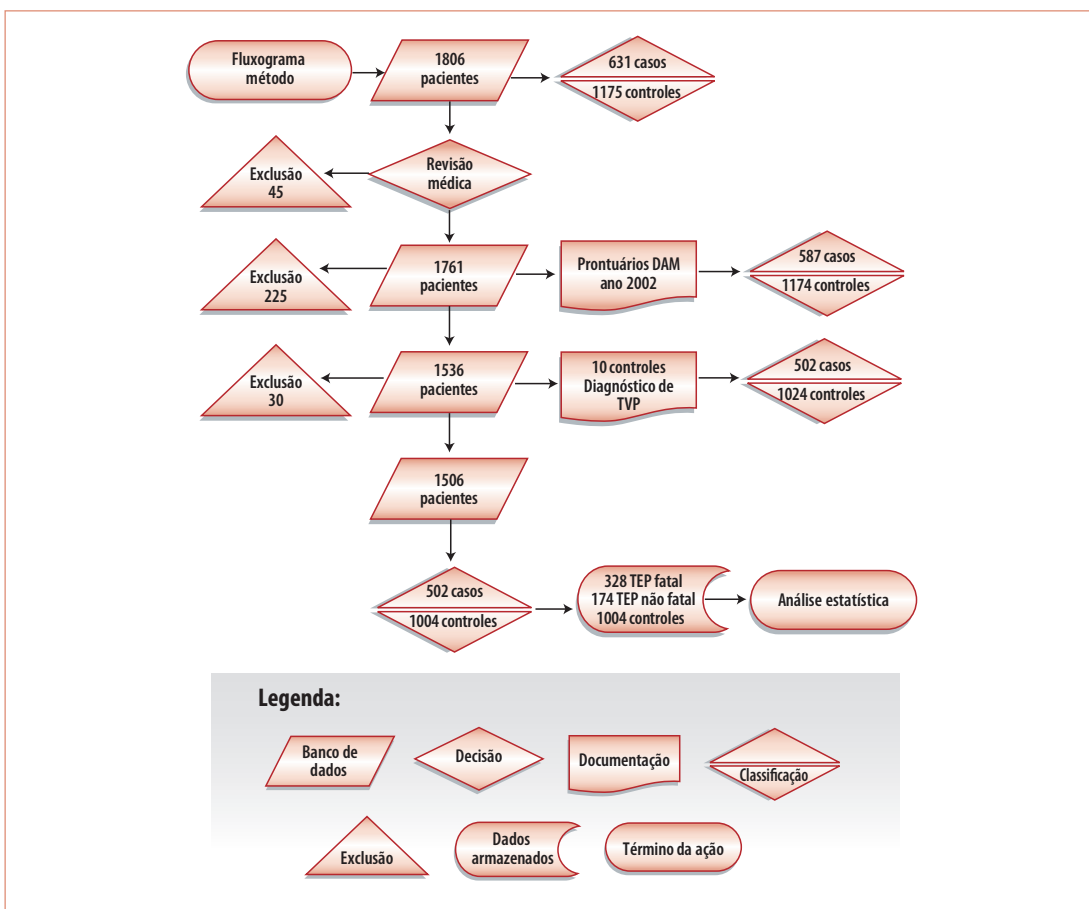 Fluxograma
método
1806
pacientes
631 casos
1175 controles
Exclusão
45
Revisão
médica
Exclusão
225
1761
pacientes
Prontuários DAM
ano 2002
587 casos
1174 controles
Exclusão
30
1536
pacientes
10 controles
Diagnóstico de
TVP
502 casos
1024 controles
1506
pacientes
502 casos
1004 controles
328 TEP fatal
174 TEP não fatal
1004 controles
Análise estatística
Legenda:
Banco de
dados
Decisão
Documentação
Classificação
Exclusão
Dados
armazenados
Término da ação